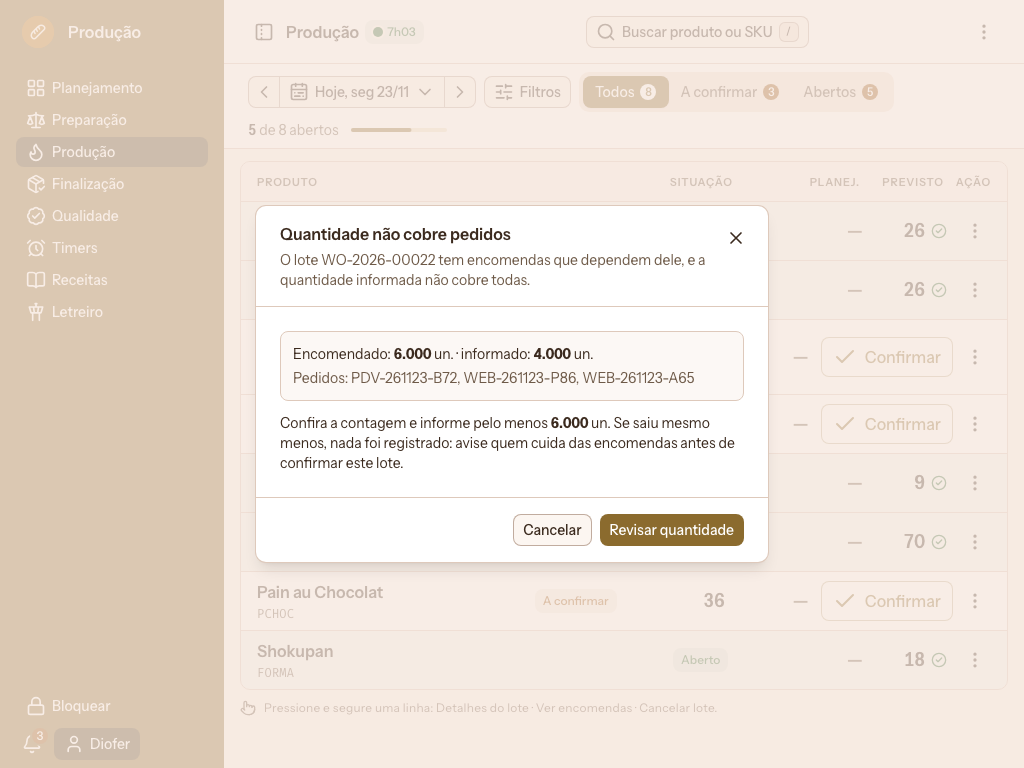 Produção
Planejamento
Preparação
Produção
Finalização
Qualidade
Timers
Receitas
Letreiro
Bloquear
3
Diofer
Produção
7h03
Buscar produto ou SKU /
Hoje, seg 23/11
Filtros
Todos 8
A confirmar 3
Abertos 5
5 de 8 abertos
PRODUTO SITUAÇÃO PLANEJ. PREVISTO AÇÃO
— 26
— 26
— Confirmar
— Confirmar
— 9
— 70
Quantidade não cobre pedidos
O lote WO-2026-00022 tem encomendas que dependem dele, e a
quantidade informada não cobre todas.
Encomendado: 6.000 un. · informado: 4.000 un.
Pedidos: PDV-261123-B72, WEB-261123-P86, WEB-261123-A65
Confira a contagem e informe pelo menos 6.000 un. Se saiu mesmo
menos, nada foi registrado: avise quem cuida das encomendas antes de
confirmar este lote.
Cancelar
Revisar quantidade
Pain au Chocolat
PCHOC
A confirmar 36 — Confirmar
Shokupan
FORMA
Aberto — 18
Pressione e segure uma linha: Detalhes do lote · Ver encomendas · Cancelar lote.